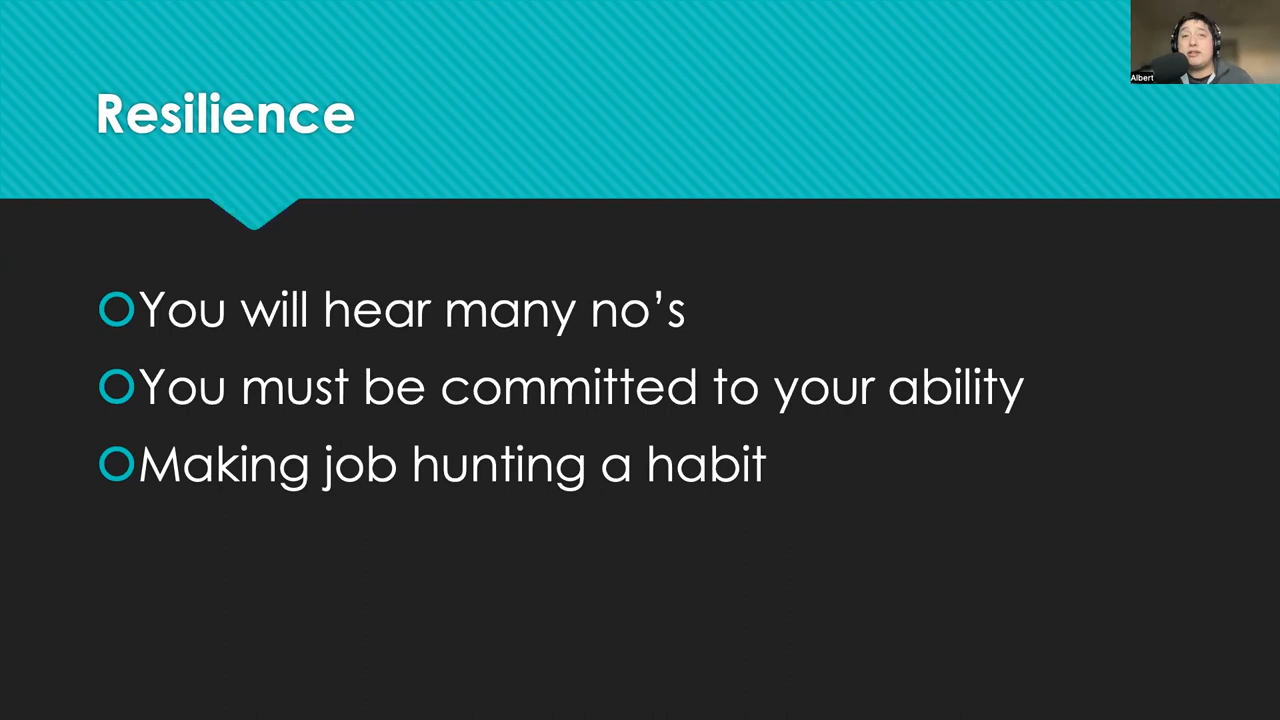 Albert
Resilience
You will hear many no’s
You must be committed to your ability
Making job hunting a habit